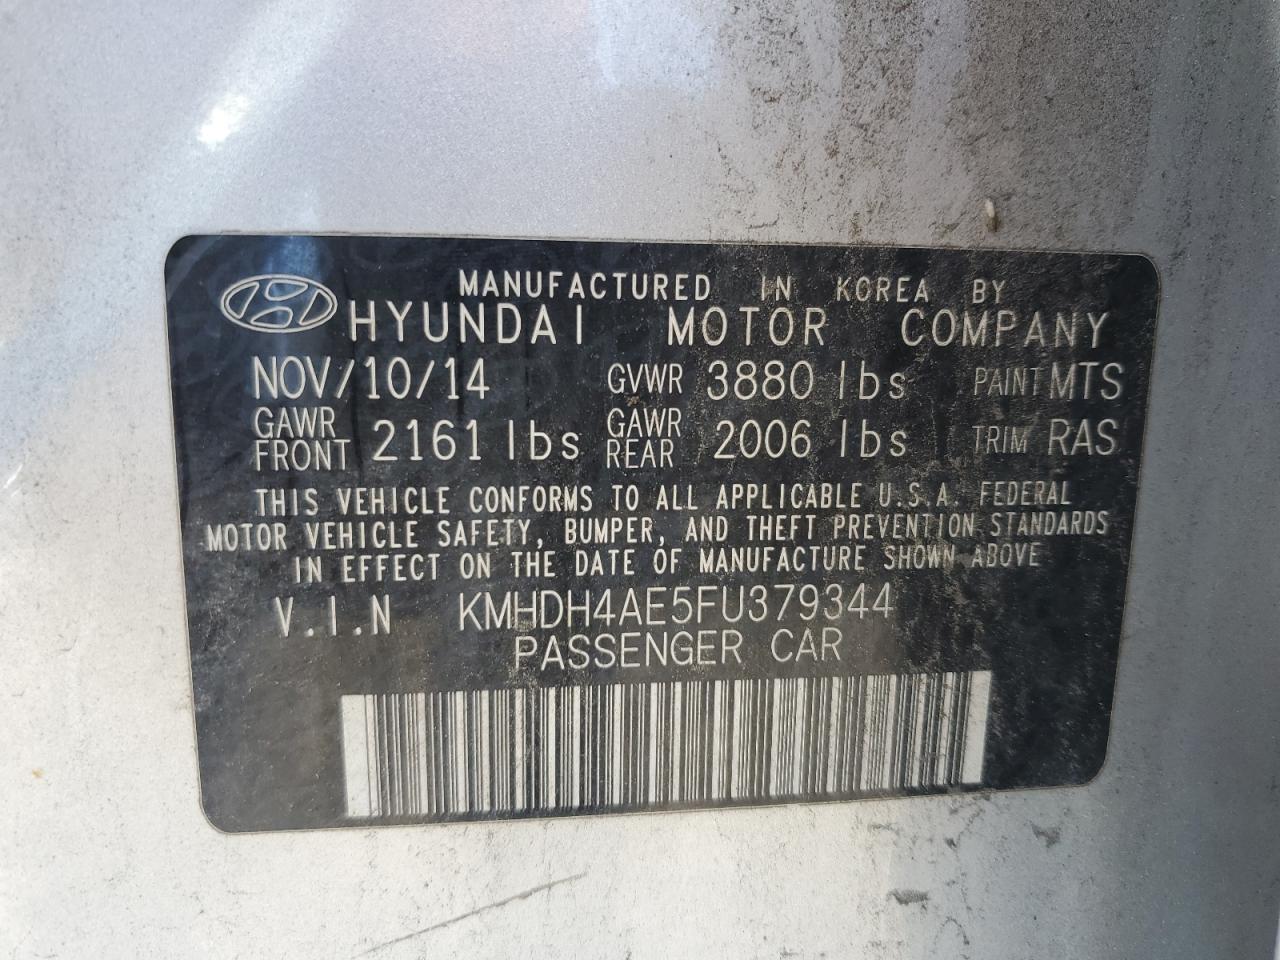 MANUFACTURED IN KOREA BY
HYUNDAI MOTOR COMPANY
NOV/10/14 GVWR 3880 lbs PAINT MTS
GAWR FRONT 2161 lbs GAWR REAR 2006 lbs TRIM RAS
THIS VEHICLE CONFORMS TO ALL APPLICABLE U.S.A. FEDERAL
MOTOR VEHICLE SAFETY, BUMPER, AND THEFT PREVENTION STANDARDS
IN EFFECT ON THE DATE OF MANUFACTURE SHOWN ABOVE
V.I.N KMHDH4AE5FU379344
PASSENGER CAR